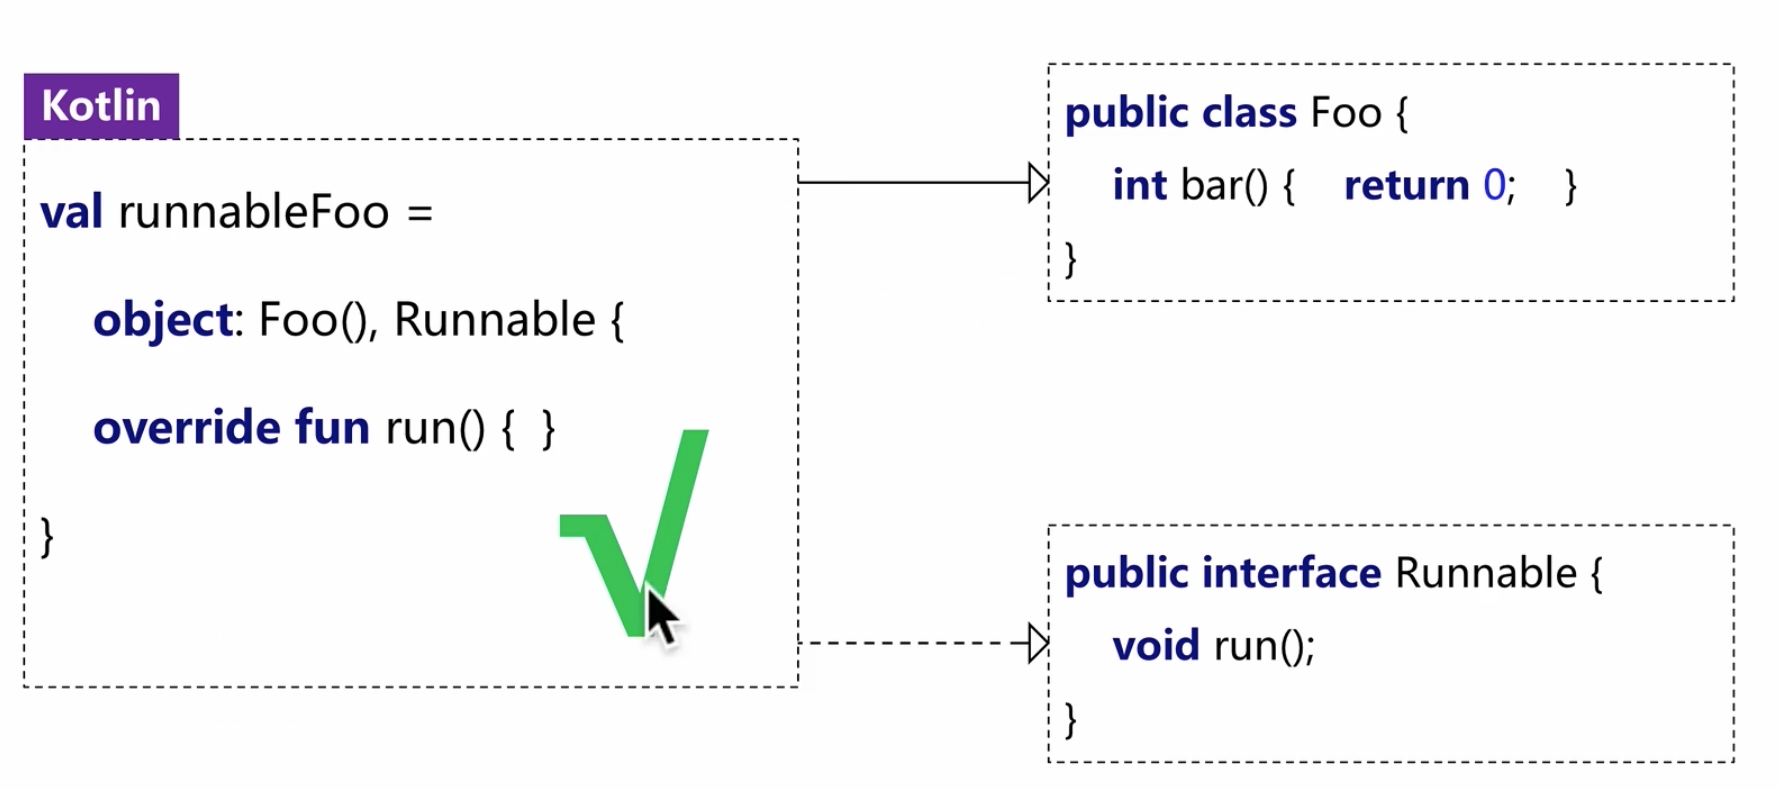 Kotlin
val runnableFoo =
object: Foo(), Runnable {
override fun run() { }
}
public class Foo {
int bar() { return 0; }
}
public interface Runnable {
void run();
}